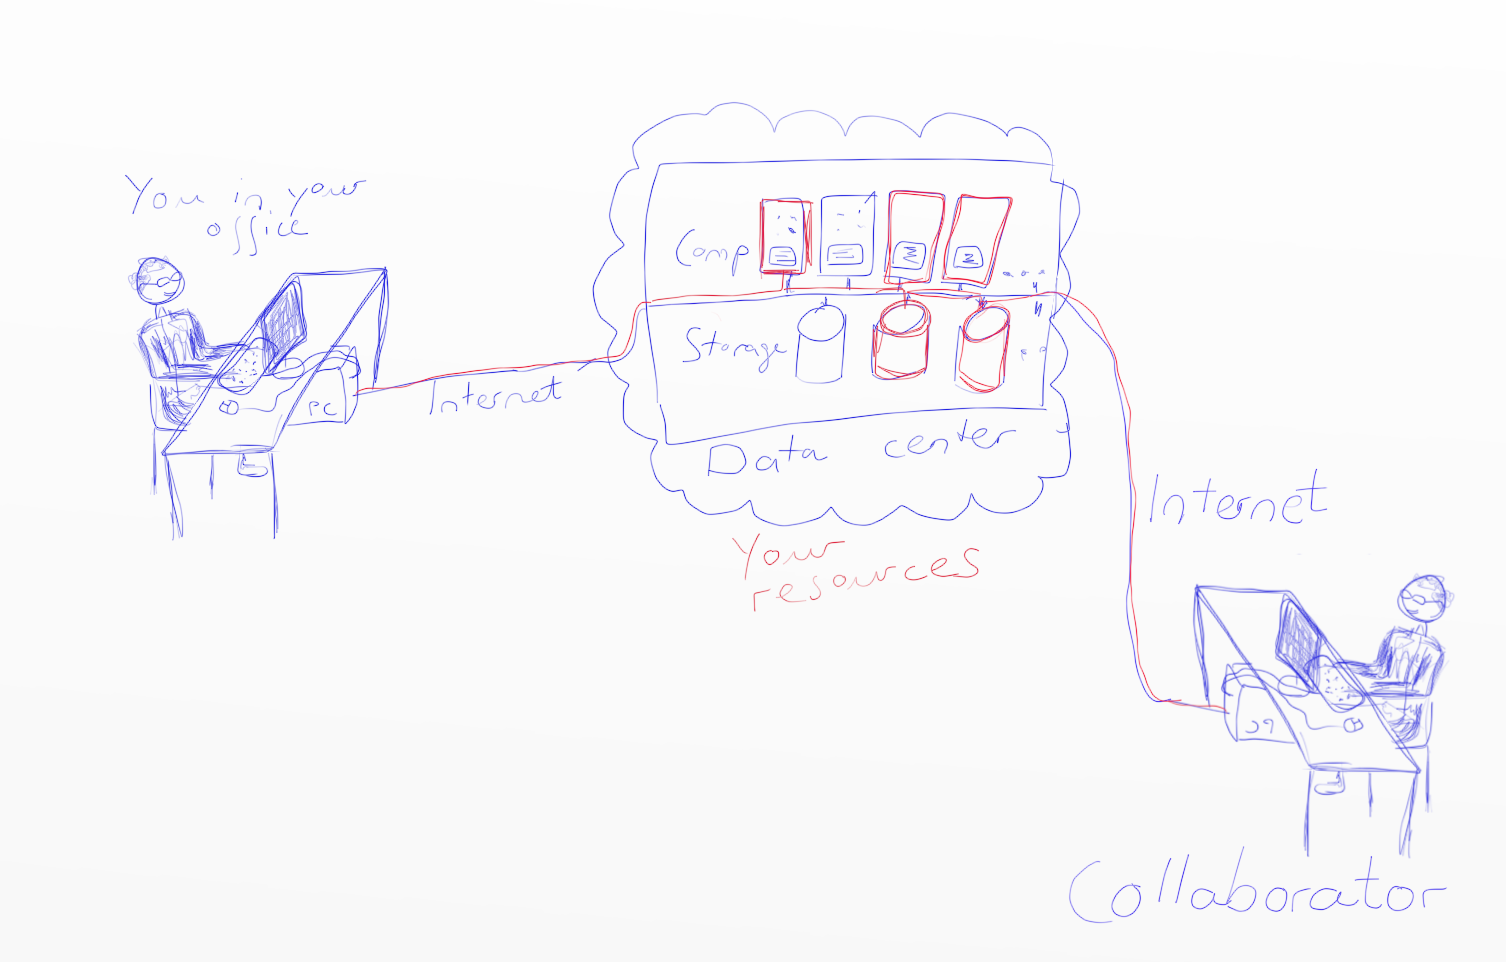 You in your
office
PC
Internet
Comp
Storage
Data center
Your
resources
Internet
PC
Collaborator